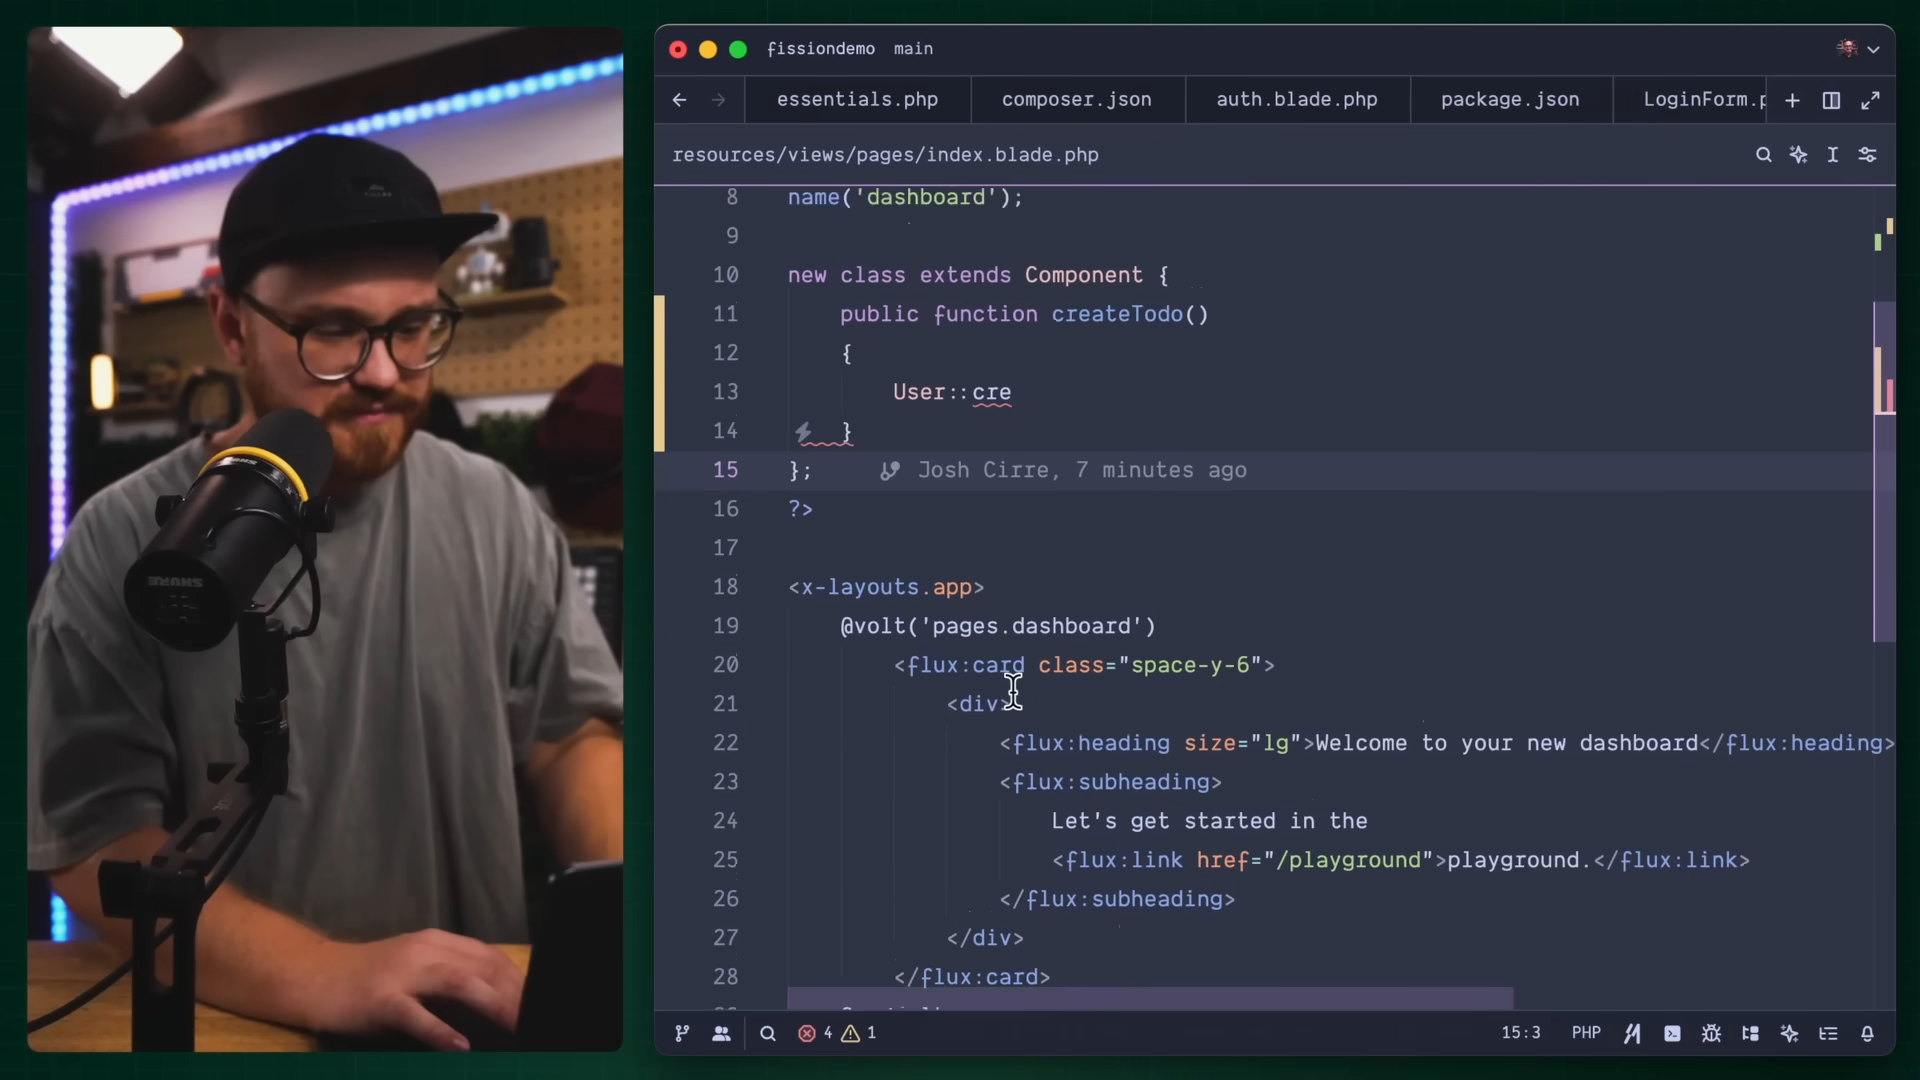 fissiondemo main
essentials.php composer.json auth.blade.php package.json LoginForm.p
resources/views/pages/index.blade.php
8 name('dashboard');
9
10 new class extends Component {
11 public function createTodo()
12 {
13 User::cre
14 }
15 }; Josh Cirre, 7 minutes ago
16 ?>
17
18 <x-layouts.app>
19 @volt('pages.dashboard')
20 <flux:card class="space-y-6">
21 <div>
22 <flux:heading size="lg">Welcome to your new dashboard</flux:heading>
23 <flux:subheading>
24 Let's get started in the
25 <flux:link href="/playground">playground.</flux:link>
26 </flux:subheading>
27 </div>
28 </flux:card>
4 1 15:3 PHP
SHURE